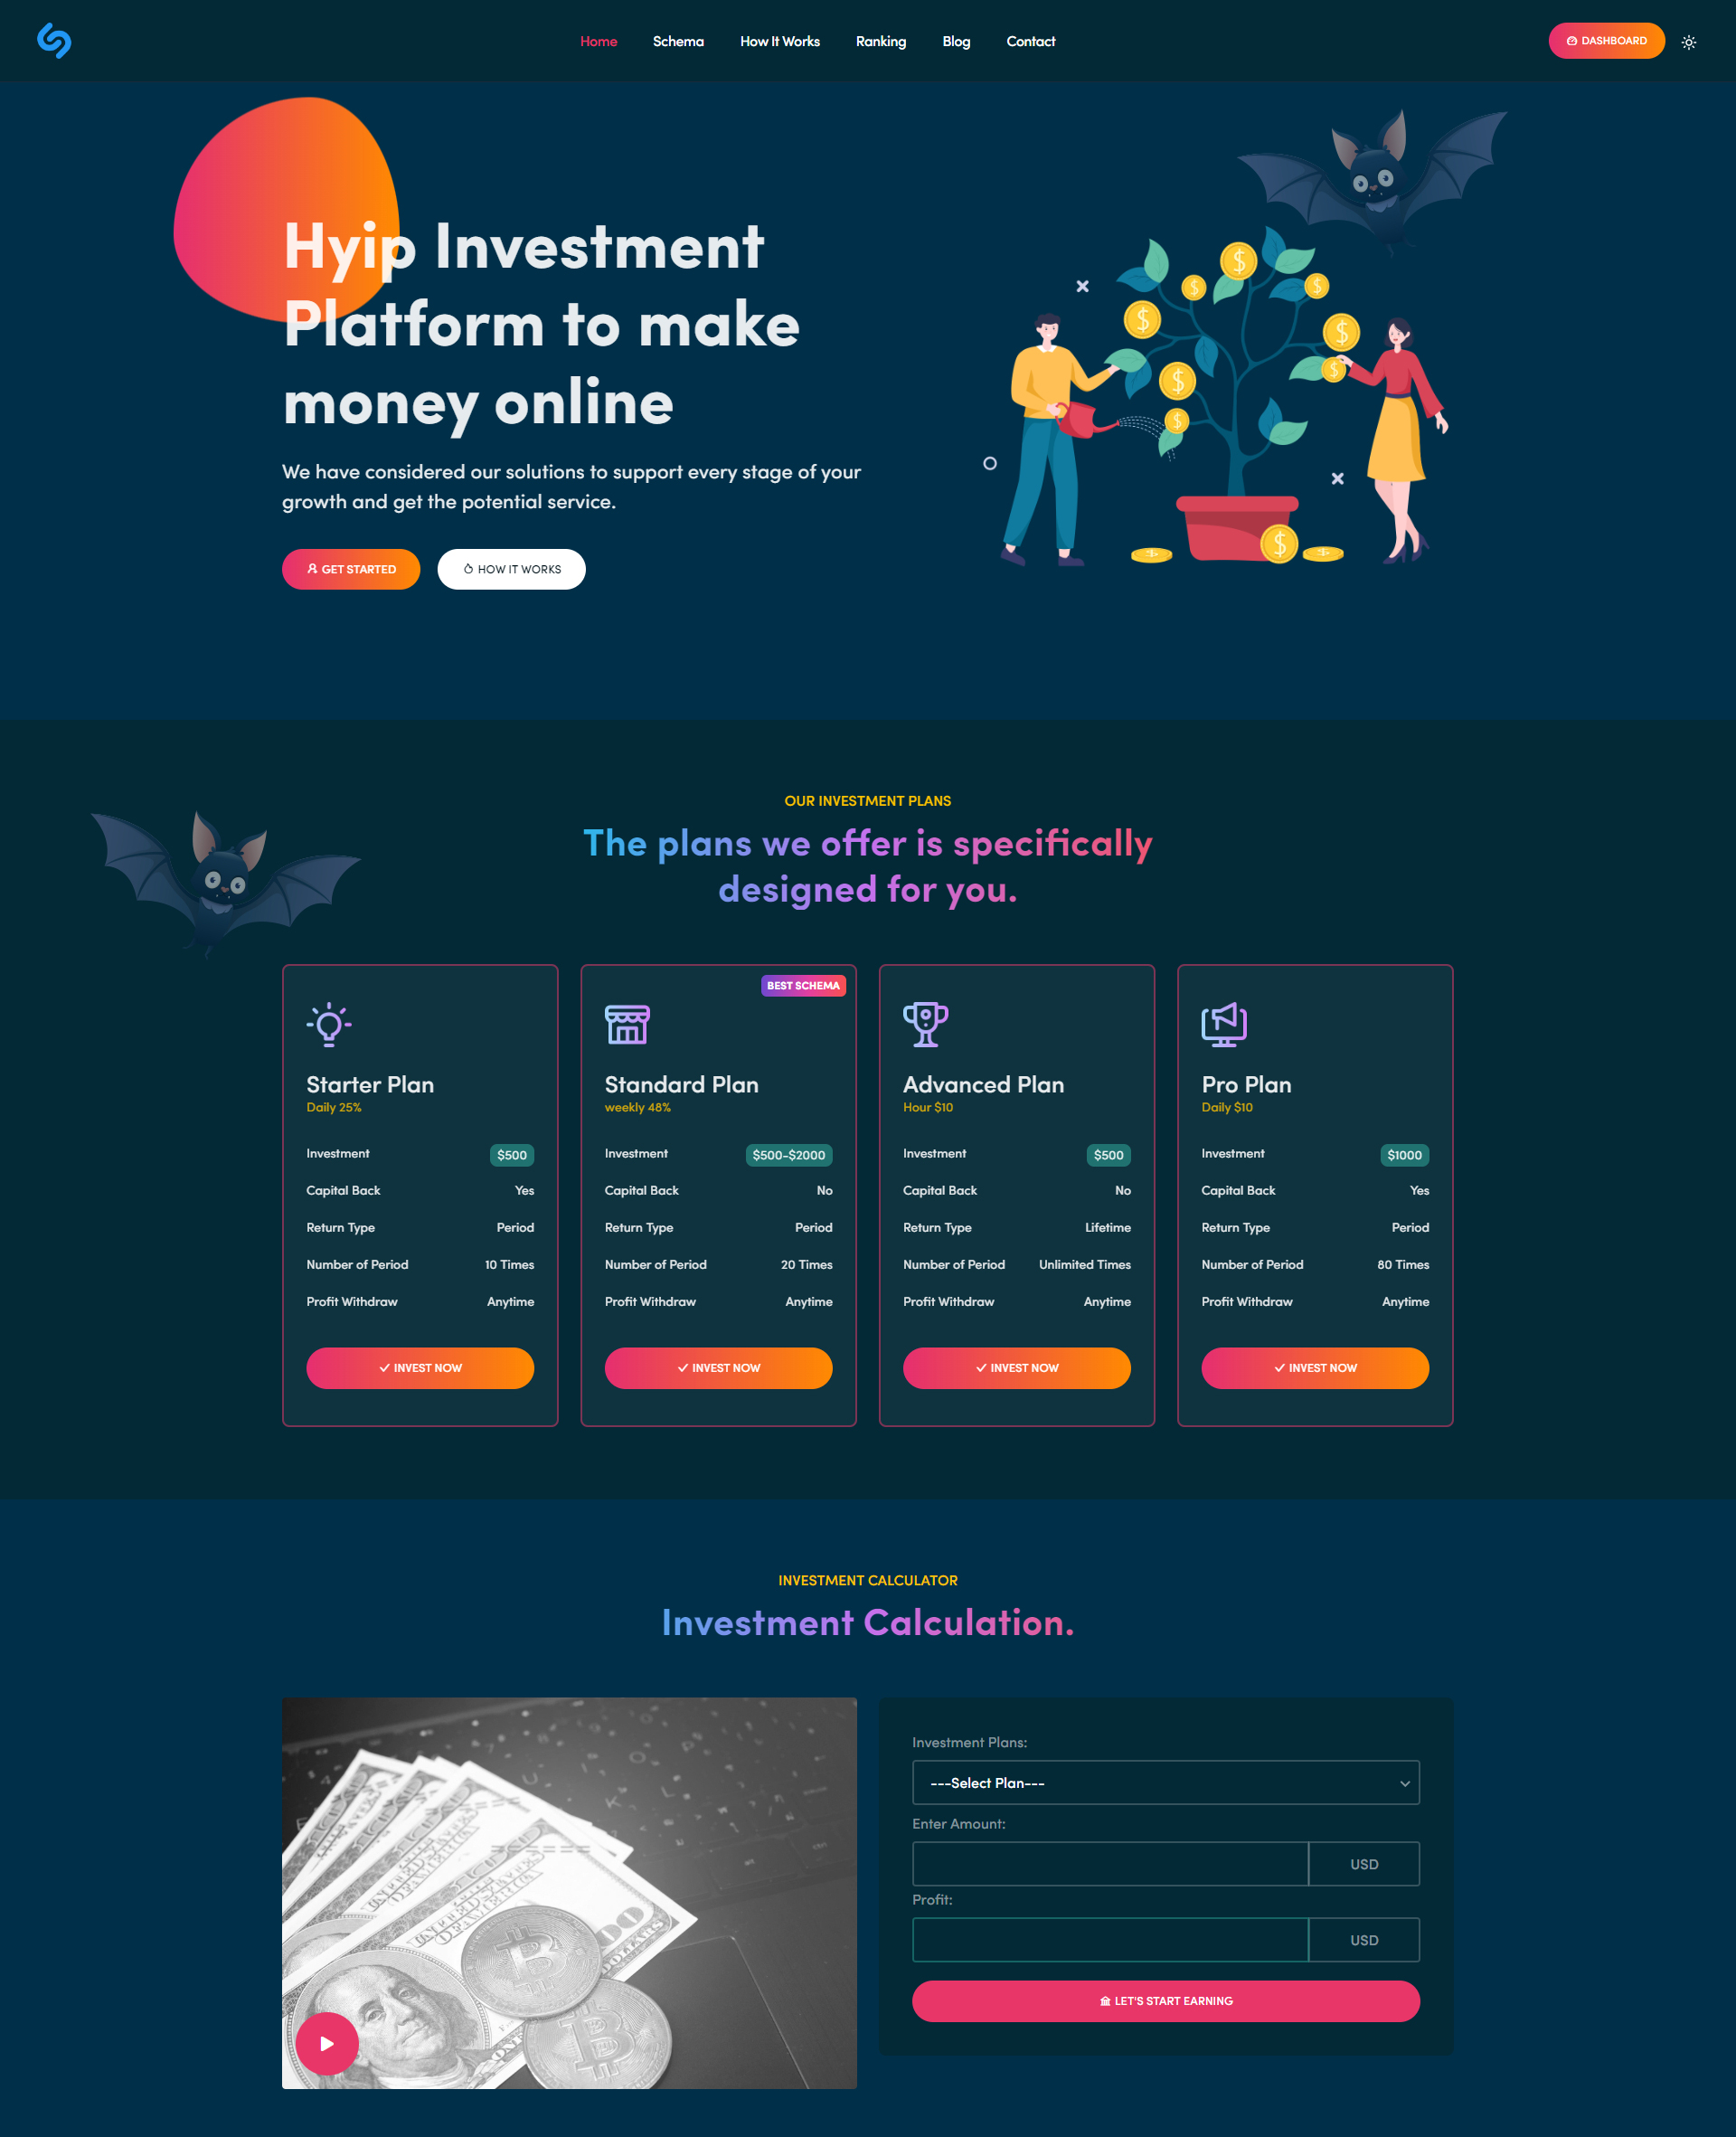 Home Schema How It Works Ranking Blog Contact DASHBOARD
Hyip Investment
Platform to make
money online
We have considered our solutions to support every stage of your
growth and get the potential service.
GET STARTED HOW IT WORKS
OUR INVESTMENT PLANS
The plans we offer is specifically
designed for you.
Starter Plan
Daily 25%
Investment $500
Capital Back Yes
Return Type Period
Number of Period 10 Times
Profit Withdraw Anytime
INVEST NOW
BEST SCHEMA
Standard Plan
weekly 48%
Investment $500-$2000
Capital Back No
Return Type Period
Number of Period 20 Times
Profit Withdraw Anytime
INVEST NOW
Advanced Plan
Hour $10
Investment $500
Capital Back No
Return Type Lifetime
Number of Period Unlimited Times
Profit Withdraw Anytime
INVEST NOW
Pro Plan
Daily $10
Investment $1000
Capital Back Yes
Return Type Period
Number of Period 80 Times
Profit Withdraw Anytime
INVEST NOW
INVESTMENT CALCULATOR
Investment Calculation.
Investment Plans:
---Select Plan---
Enter Amount:
USD
Profit:
USD
LET'S START EARNING